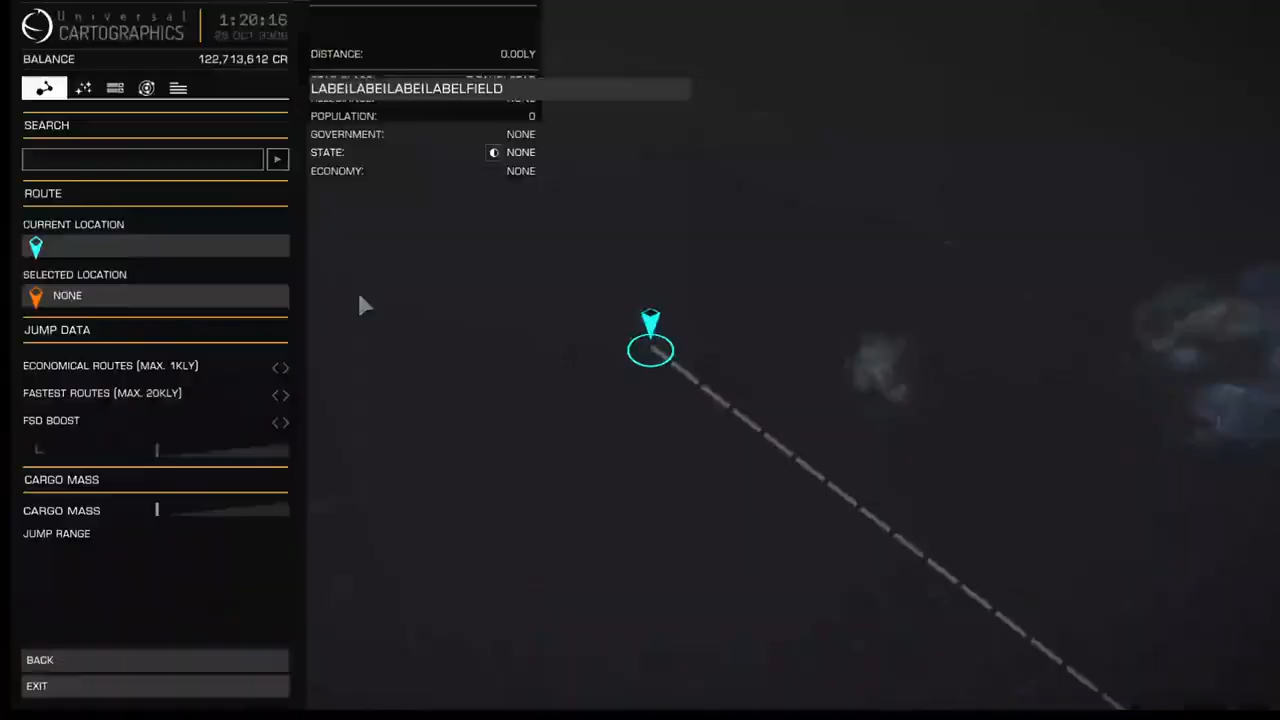 Universal
CARTOGRAPHICS
1:20:16
BALANCE 122,713,612 CR
SEARCH
ROUTE
CURRENT LOCATION
SELECTED LOCATION
NONE
JUMP DATA
ECONOMICAL ROUTES (MAX. 1KLY)
FASTEST ROUTES (MAX. 20KLY)
FSD BOOST
CARGO MASS
CARGO MASS
JUMP RANGE
BACK
EXIT
DISTANCE: 0.00LY
LABElLABElLABElLABELFIELD
POPULATION: 0
GOVERNMENT: NONE
STATE: NONE
ECONOMY: NONE